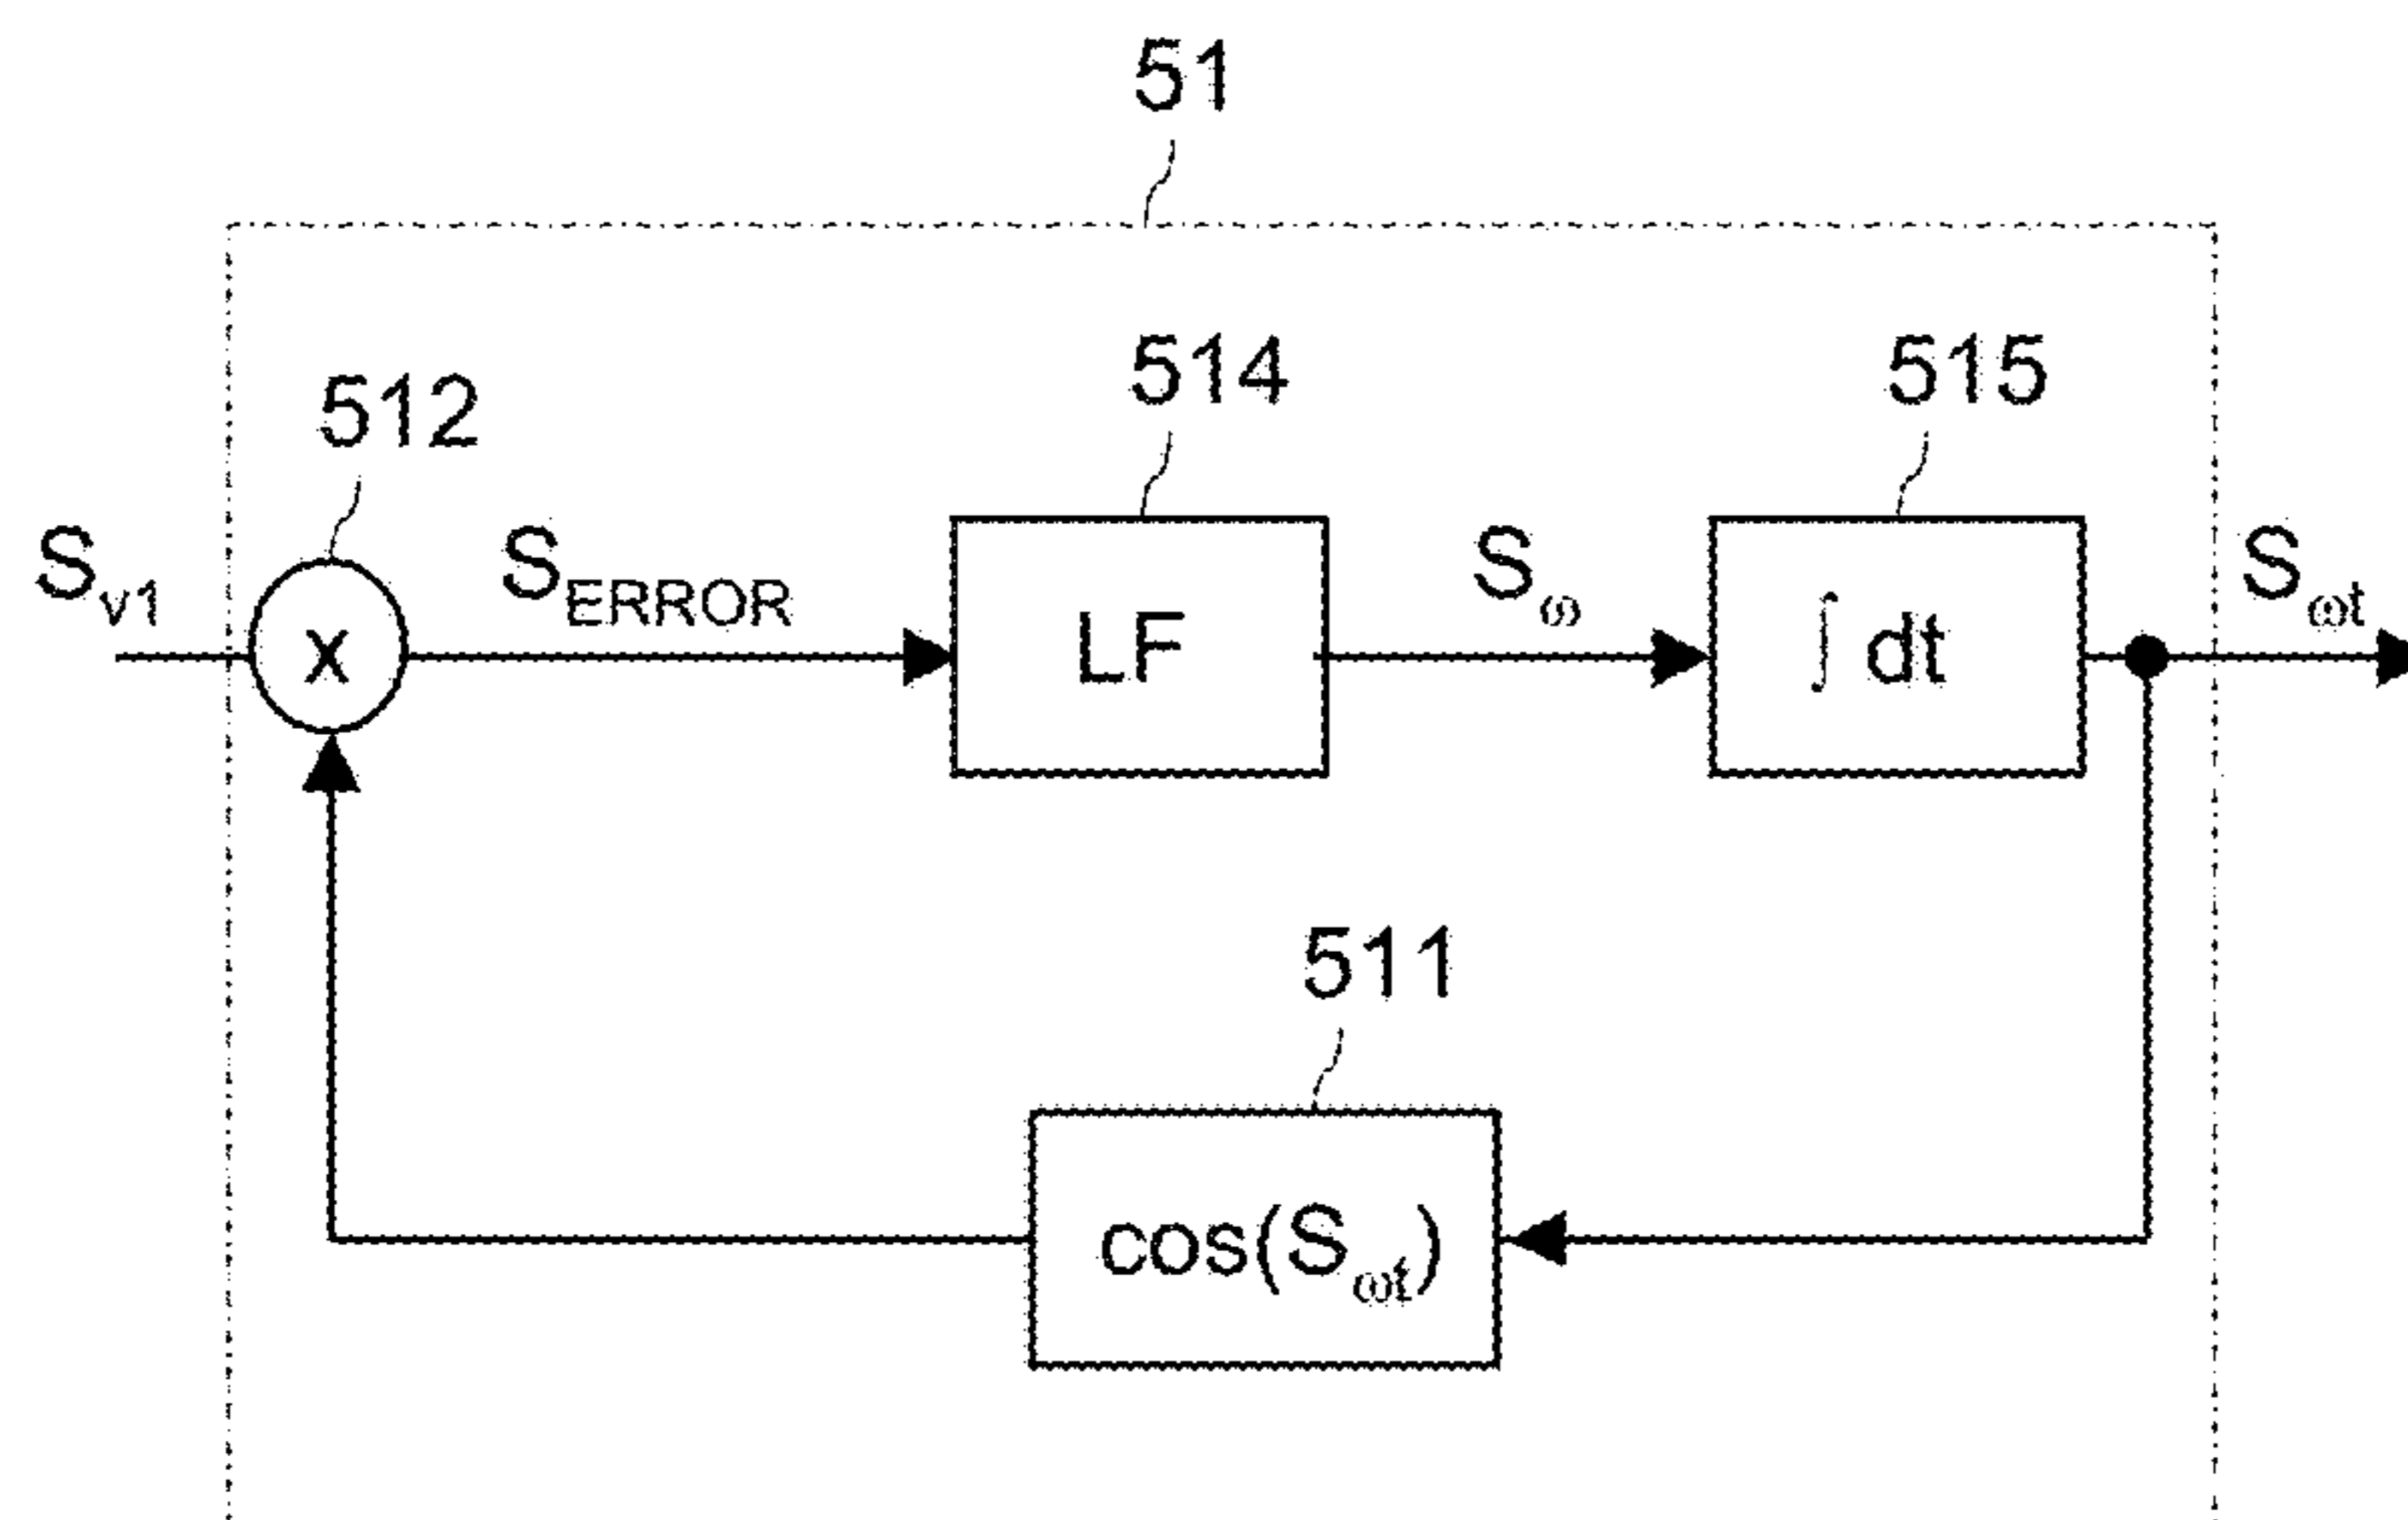 51
514
515
512
S_v1
S_ERROR
S_ω
S_ωt
x
LF
∫ dt
511
cos(S_ωt)